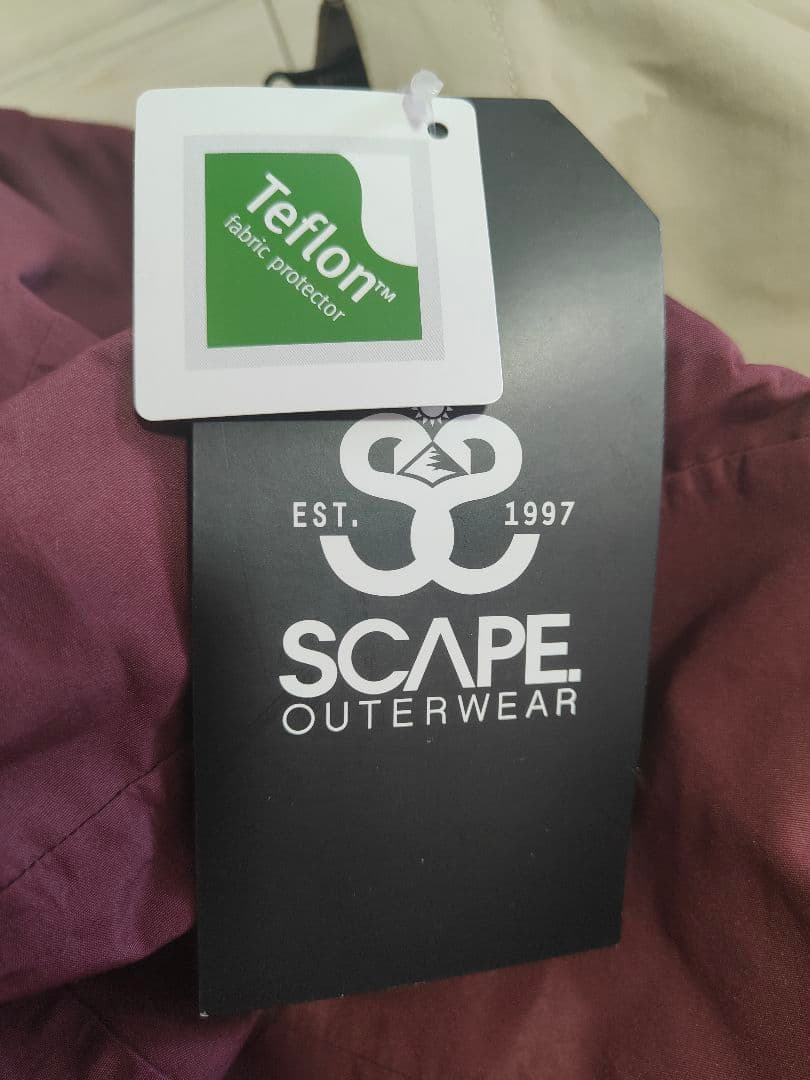 Teflon™
fabric protector
EST. 1997
SCAPE.
OUTERWEAR